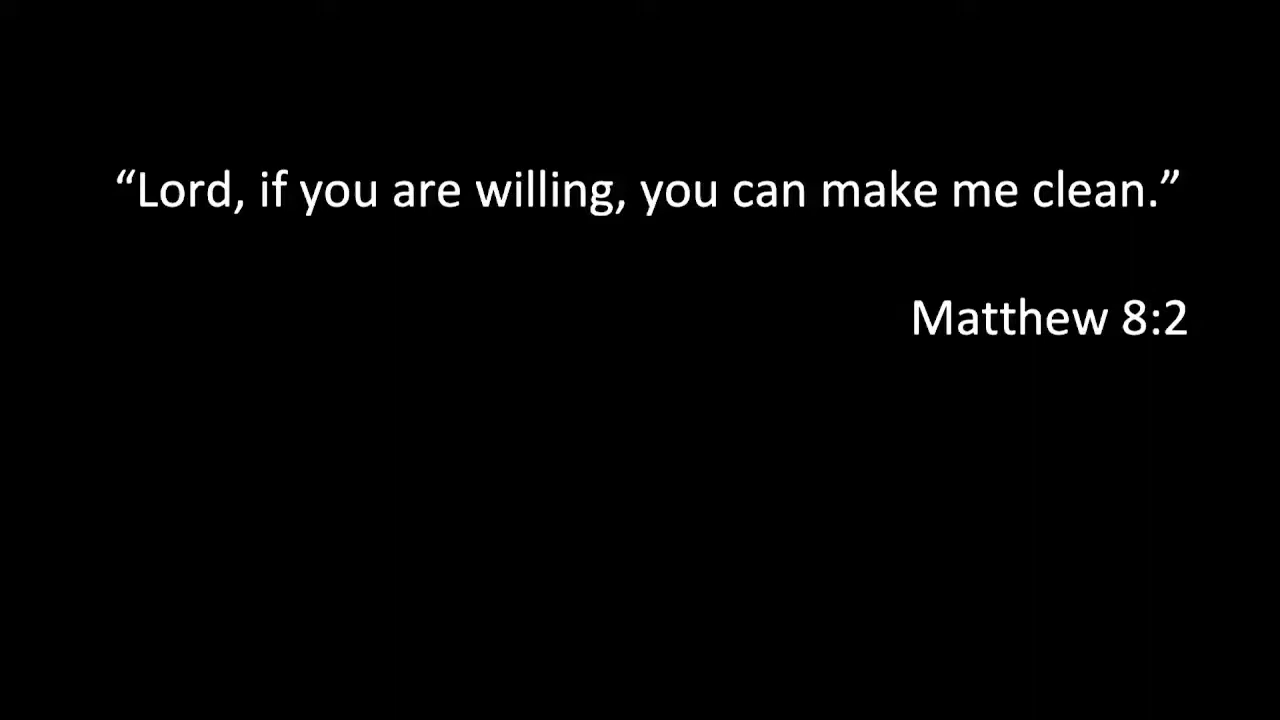 “Lord, if you are willing, you can make me clean.”
Matthew 8:2